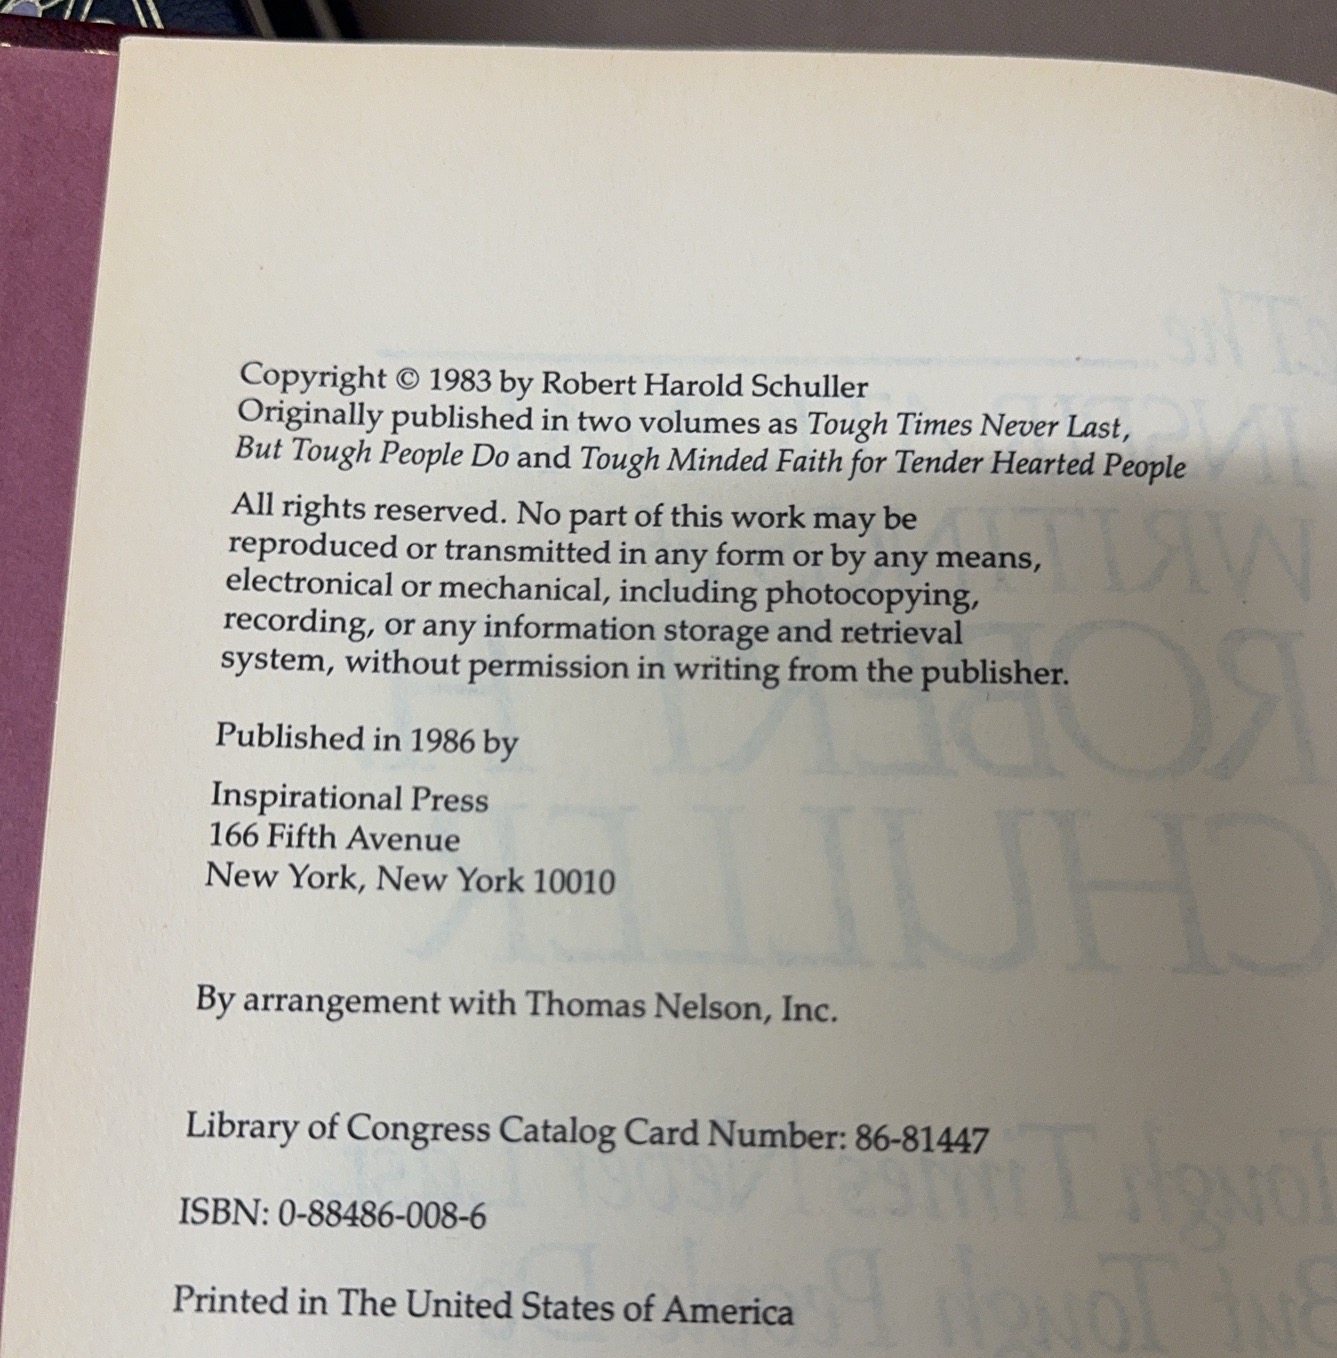 Copyright © 1983 by Robert Harold Schuller
Originally published in two volumes as Tough Times Never Last,
But Tough People Do and Tough Minded Faith for Tender Hearted People
All rights reserved. No part of this work may be
reproduced or transmitted in any form or by any means,
electronical or mechanical, including photocopying,
recording, or any information storage and retrieval
system, without permission in writing from the publisher.
Published in 1986 by
Inspirational Press
166 Fifth Avenue
New York, New York 10010
By arrangement with Thomas Nelson, Inc.
Library of Congress Catalog Card Number: 86-81447
ISBN: 0-88486-008-6
Printed in The United States of America